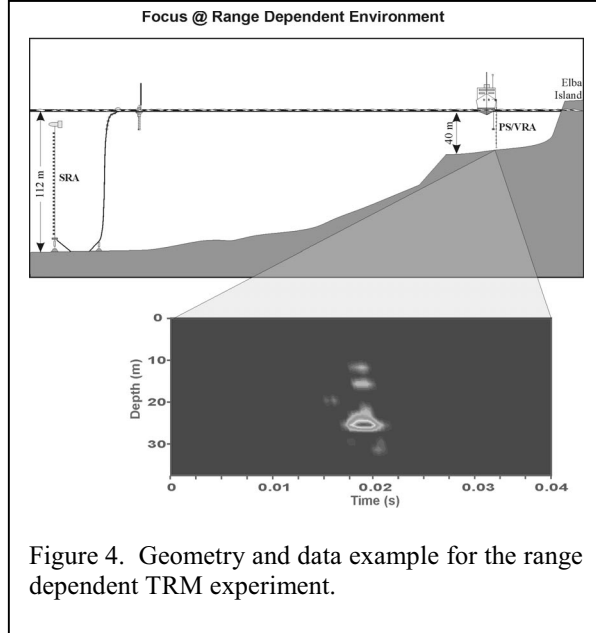 Focus @ Range Dependent Environment
Elba
Island
PS/VRA
40 m
SRA
112 m
0
10
20
30
Depth (m)
0
0.01
0.02
0.03
0.04
Time (s)
Figure 4. Geometry and data example for the range
dependent TRM experiment.